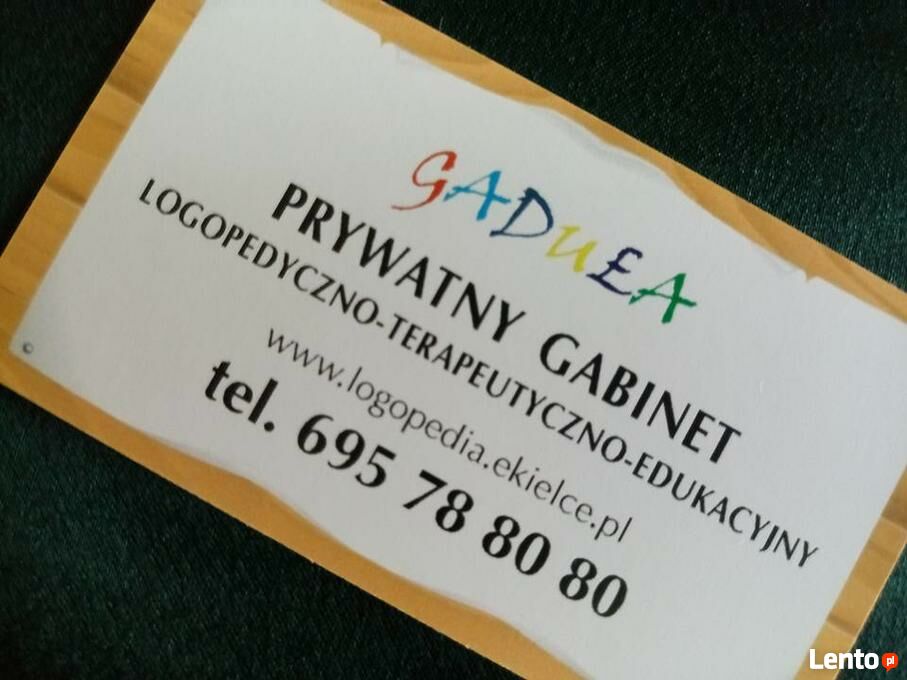 GADUŁA
PRYWATNY GABINET
LOGOPEDYCZNO-TERAPEUTYCZNO-EDUKACYJNY
www.logopedia.ekielce.pl
tel. 695 78 80 80
©
Lento.pl